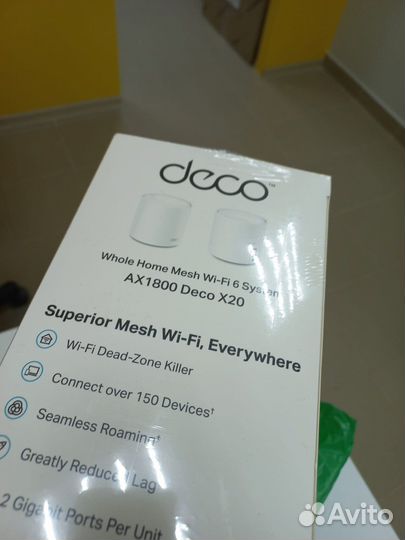 deco™
Whole Home Mesh Wi-Fi 6 System
AX1800 Deco X20
Superior Mesh Wi-Fi, Everywhere
Wi-Fi Dead-Zone Killer
Connect over 150 Devices†
Seamless Roaming‡
Greatly Reduced Lag
2 Gigabit Ports Per Unit
Avito